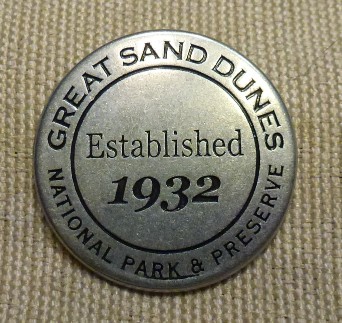 GREAT SAND DUNES
Established
1932
NATIONAL PARK & PRESERVE